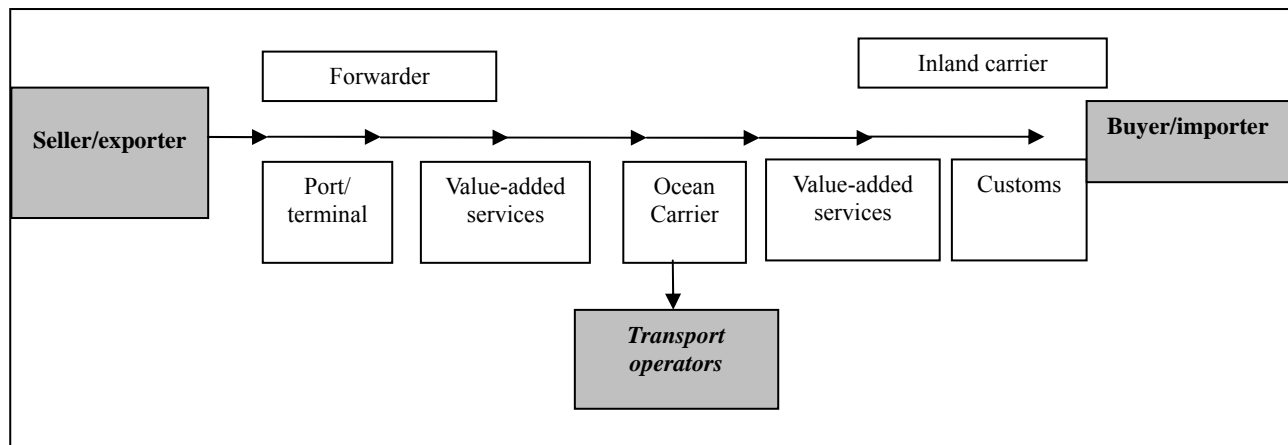 Forwarder
Inland carrier
Seller/exporter
Buyer/importer
Port/
terminal
Value-added
services
Ocean
Carrier
Value-added
services
Customs
Transport
operators